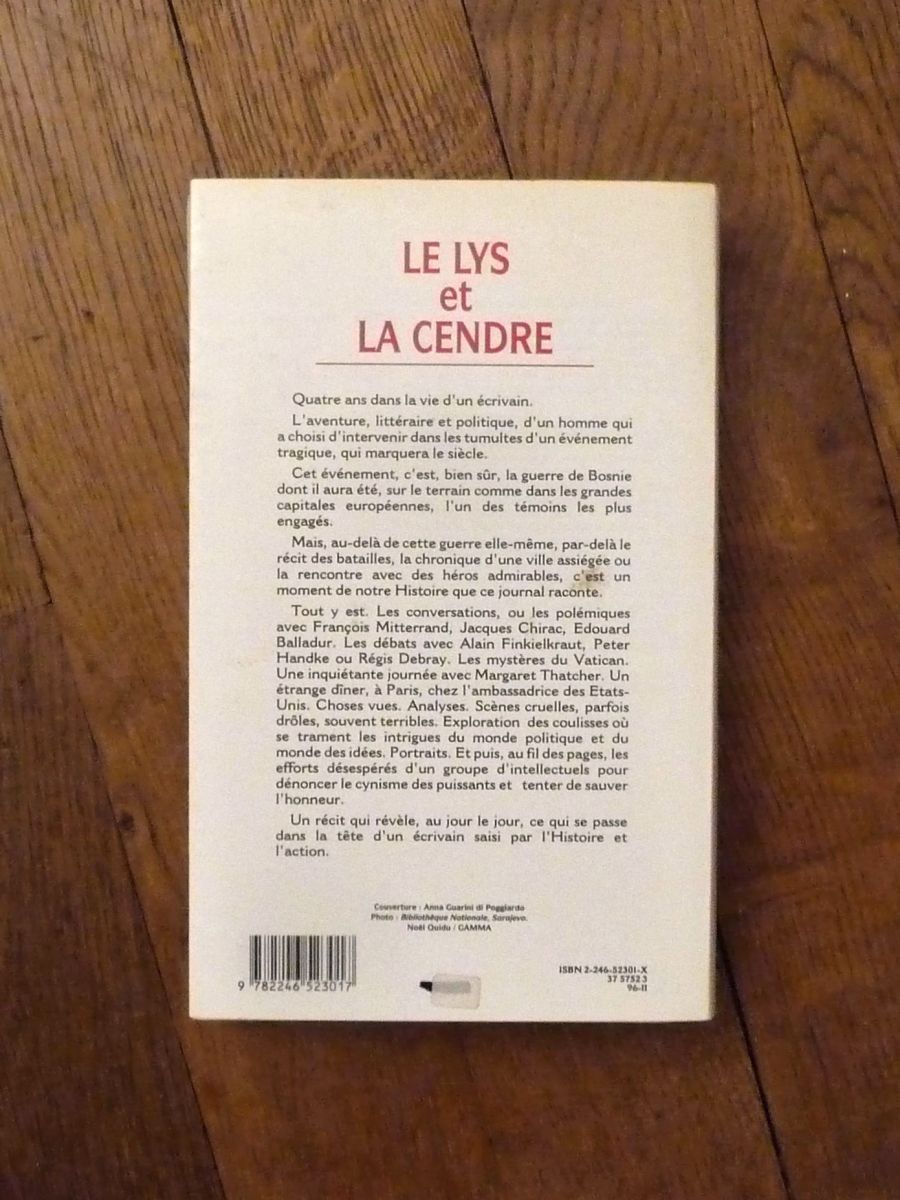 LE LYS
et
LA CENDRE
Quatre ans dans la vie d'un écrivain.
L'aventure, littéraire et politique, d'un homme qui
a choisi d'intervenir dans les tumultes d'un événement
tragique, qui marquera le siècle.
Cet événement, c'est, bien sûr, la guerre de Bosnie
dont il aura été, sur le terrain comme dans les grandes
capitales européennes, l'un des témoins les plus
engagés.
Mais, au-delà de cette guerre elle-même, par-delà le
récit des batailles, la chronique d'une ville assiégée ou
la rencontre avec des héros admirables, c'est un
moment de notre Histoire que ce journal raconte.
Tout y est. Les conversations, ou les polémiques
avec François Mitterrand, Jacques Chirac, Edouard
Balladur. Les débats avec Alain Finkielkraut, Peter
Handke ou Régis Debray. Les mystères du Vatican.
Une inquiétante journée avec Margaret Thatcher. Un
étrange dîner, à Paris, chez l'ambassadrice des Etats-
Unis. Choses vues. Analyses. Scènes cruelles, parfois
drôles, souvent terribles. Exploration des coulisses où
se trament les intrigues du monde politique et du
monde des idées. Portraits. Et puis, au fil des pages, les
efforts désespérés d'un groupe d'intellectuels pour
dénoncer le cynisme des puissants et tenter de sauver
l'honneur.
Un récit qui révèle, au jour le jour, ce qui se passe
dans la tête d'un écrivain saisi par l'Histoire et
l'action.
Couverture : Anna Guarini di Poggiardo
Photo : Bibliothèque Nationale, Sarajevo.
Noël Quidu / GAMMA
9 782246 523017
ISBN 2-246-52301-X
37 5752 3
96-II